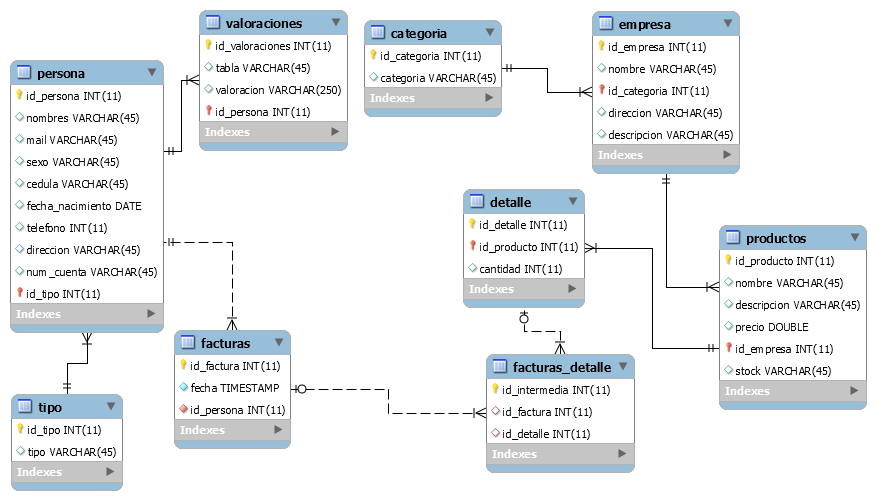 valoraciones
id_valoraciones INT(11)
tabla VARCHAR(45)
valoracion VARCHAR(250)
id_persona INT(11)
Indexes
categoria
id_categoria INT(11)
categoria VARCHAR(45)
Indexes
empresa
id_empresa INT(11)
nombre VARCHAR(45)
id_categoria INT(11)
direccion VARCHAR(45)
descripcion VARCHAR(45)
Indexes
persona
id_persona INT(11)
nombres VARCHAR(45)
mail VARCHAR(45)
sexo VARCHAR(45)
cedula VARCHAR(45)
fecha_nacimiento DATE
telefono INT(11)
direccion VARCHAR(45)
num_cuenta VARCHAR(45)
id_tipo INT(11)
Indexes
detalle
id_detalle INT(11)
id_producto INT(11)
cantidad INT(11)
Indexes
productos
id_producto INT(11)
nombre VARCHAR(45)
descripcion VARCHAR(45)
precio DOUBLE
id_empresa INT(11)
stock VARCHAR(45)
Indexes
facturas
id_factura INT(11)
fecha TIMESTAMP
id_persona INT(11)
Indexes
facturas_detalle
id_intermedia INT(11)
id_factura INT(11)
id_detalle INT(11)
Indexes
tipo
id_tipo INT(11)
tipo VARCHAR(45)
Indexes